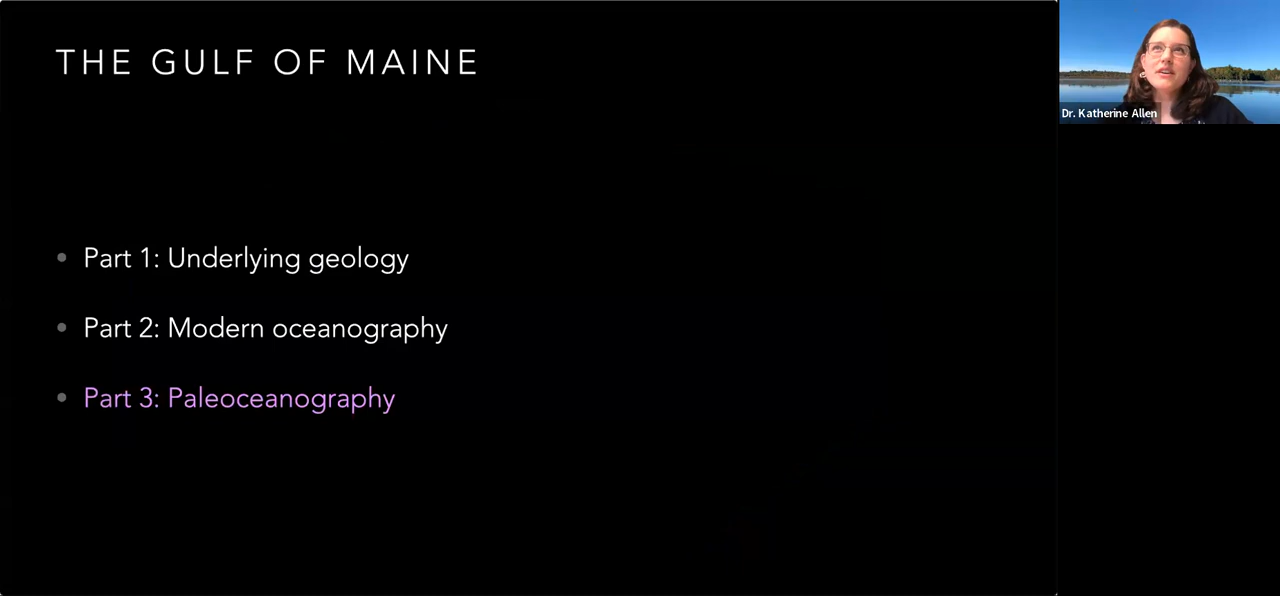 THE GULF OF MAINE
Dr. Katherine Allen
• Part 1: Underlying geology
• Part 2: Modern oceanography
• Part 3: Paleoceanography